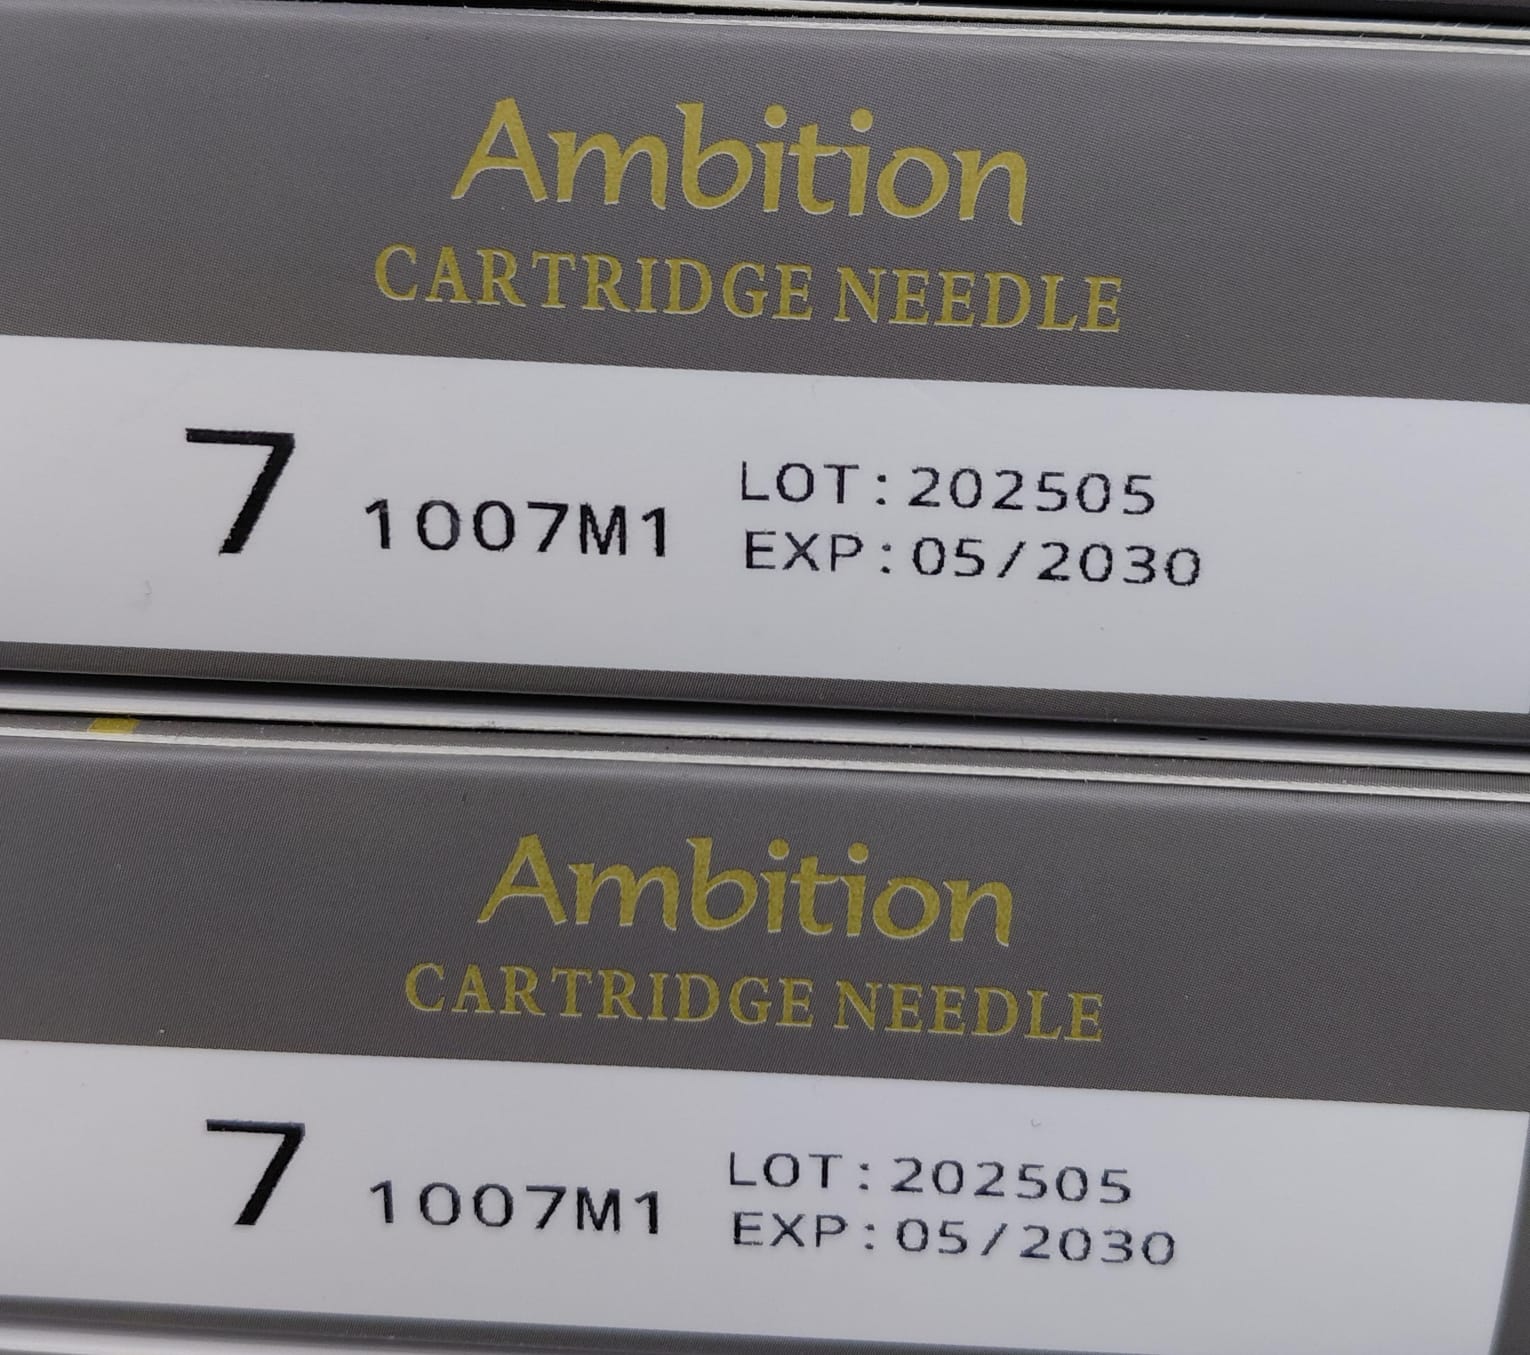 Ambition
CARTRIDGE NEEDLE
7 1007M1
LOT:202505
EXP:05/2030
Ambition
CARTRIDGE NEEDLE
7 1007M1
LOT:202505
EXP:05/2030